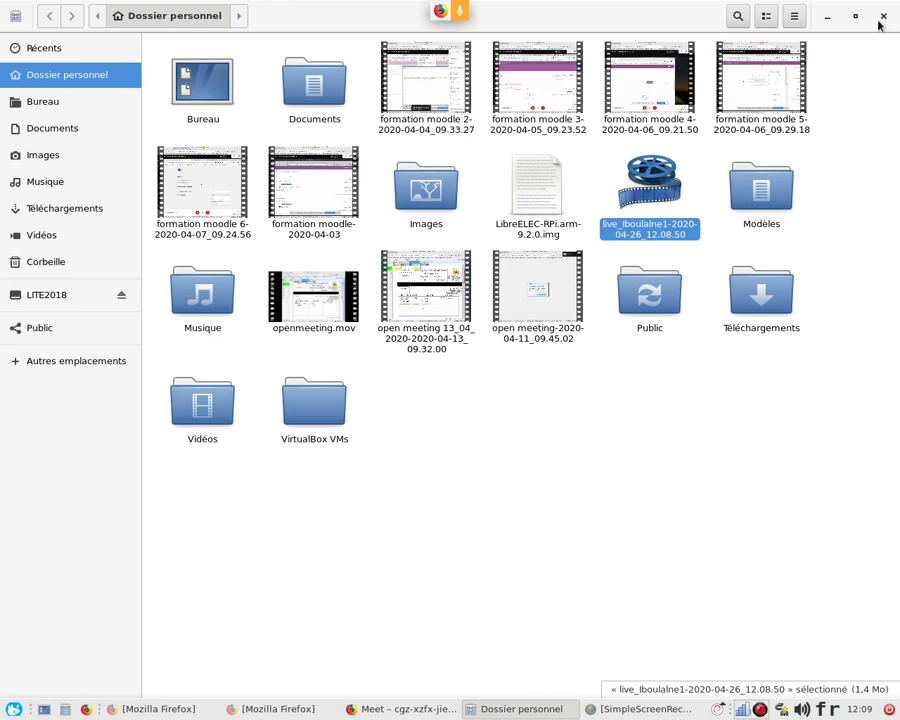 Dossier personnel
Récents
Dossier personnel
Bureau
Documents
Images
Musique
Téléchargements
Vidéos
Corbeille
LITE2018
Public
Autres emplacements
Bureau
Documents
formation moodle 2-
2020-04-04_09.33.27
formation moodle 3-
2020-04-05_09.23.52
formation moodle 4-
2020-04-06_09.21.50
formation moodle 5-
2020-04-06_09.29.18
formation moodle 6-
2020-04-07_09.24.56
formation moodle-
2020-04-03
Images
LibreELEC-RPi.arm-
9.2.0.img
live_lboulalne1-2020-
04-26_12.08.50
Modèles
Musique
openmeeting.mov
open meeting 13_04_
2020-2020-04-13_
09.32.00
open meeting-2020-
04-11_09.45.02
Public
Téléchargements
Vidéos
VirtualBox VMs
« live_lboulalne1-2020-04-26_12.08.50 » sélectionné (1,4 Mo)
[Mozilla Firefox]
[Mozilla Firefox]
Meet – cgz-xzfx-jie...
Dossier personnel
[SimpleScreenRec...
fr
12:09